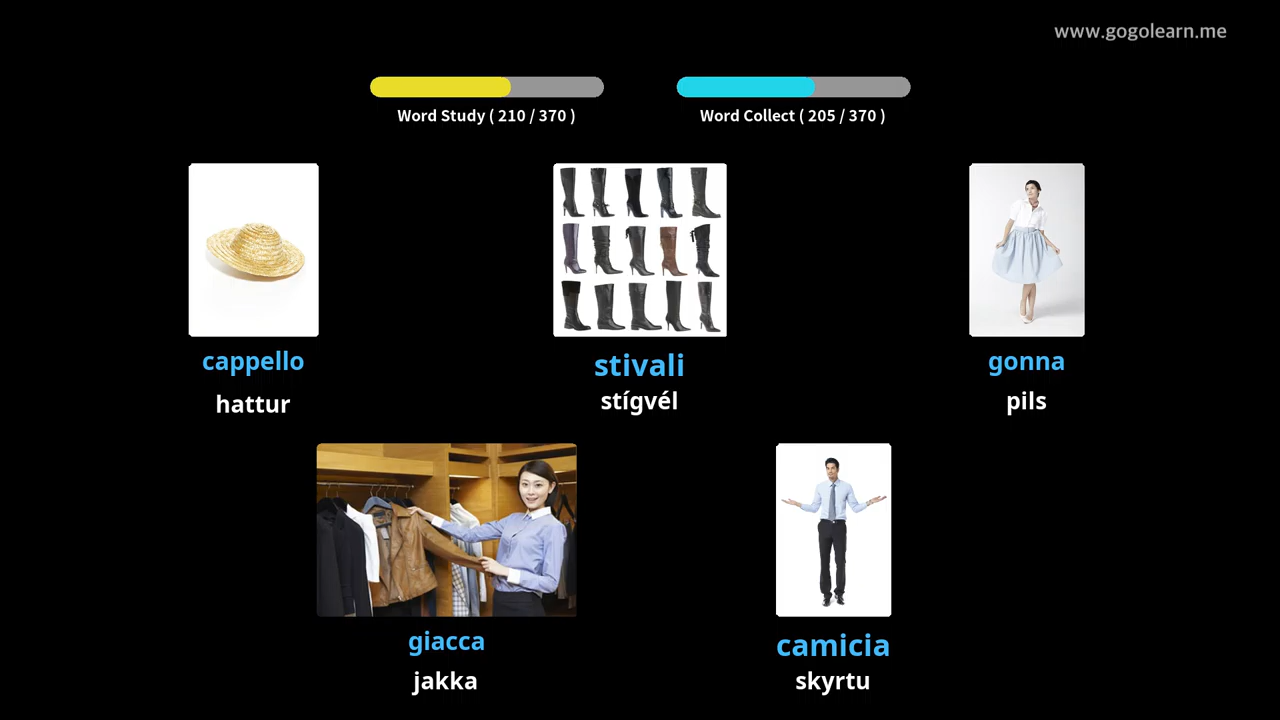 www.gogolearn.me
Word Study ( 210 / 370 )
Word Collect ( 205 / 370 )
cappello
hattur
stivali
stígvél
gonna
pils
giacca
jakka
camicia
skyrtu